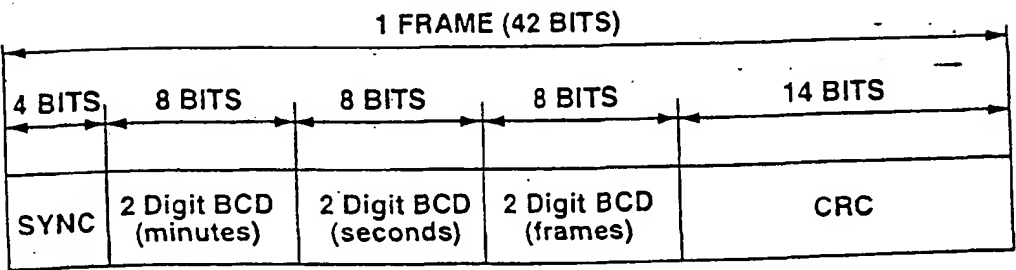 1 FRAME (42 BITS)
4 BITS 8 BITS 8 BITS 8 BITS 14 BITS
SYNC
2 Digit BCD
(minutes)
2 Digit BCD
(seconds)
2 Digit BCD
(frames)
CRC